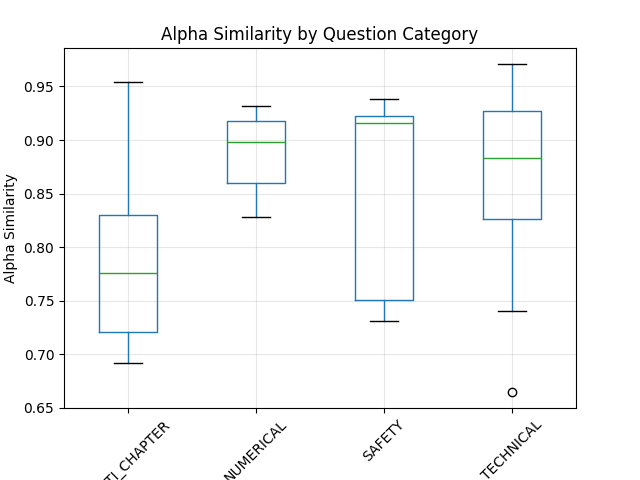 Alpha Similarity by Question Category
Alpha Similarity
0.95
0.90
0.85
0.80
0.75
0.70
0.65
TI_CHAPTER
NUMERICAL
SAFETY
TECHNICAL